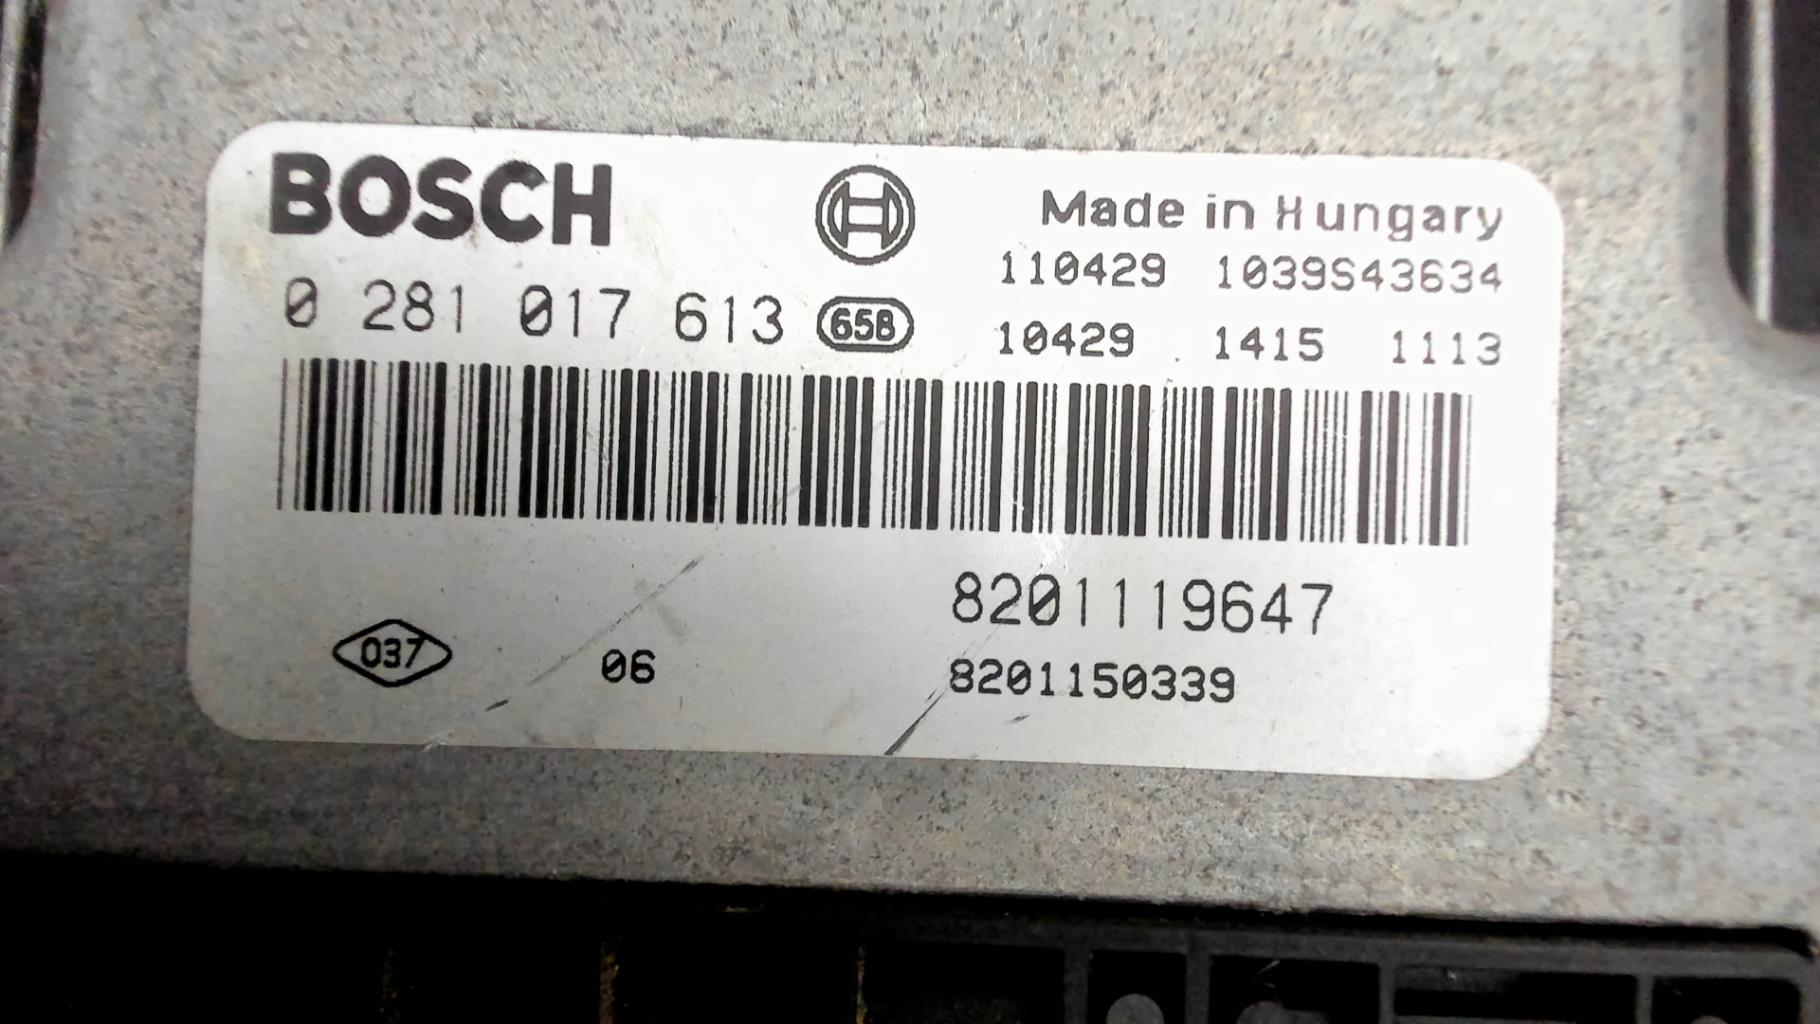 BOSCH
Made in Hungary
110429 1039S43634
0 281 017 613 658
10429 1415 1113
8201119647
037 06
8201150339